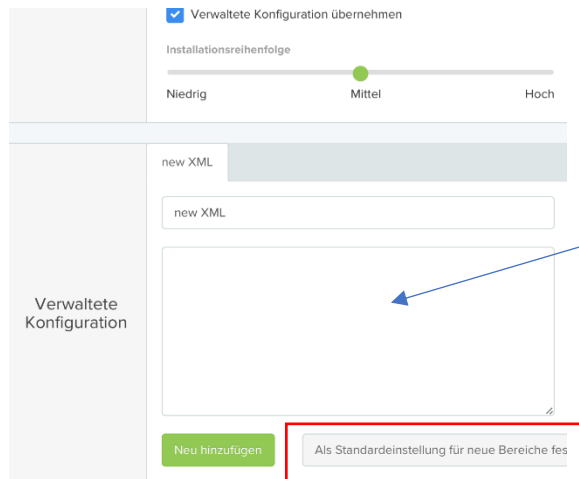 Verwaltete Konfiguration übernehmen
Installationsreihenfolge
Niedrig Mittel Hoch
new XML
new XML
Verwaltete
Konfiguration
Neu hinzufügen Als Standardeinstellung für neue Bereiche fes